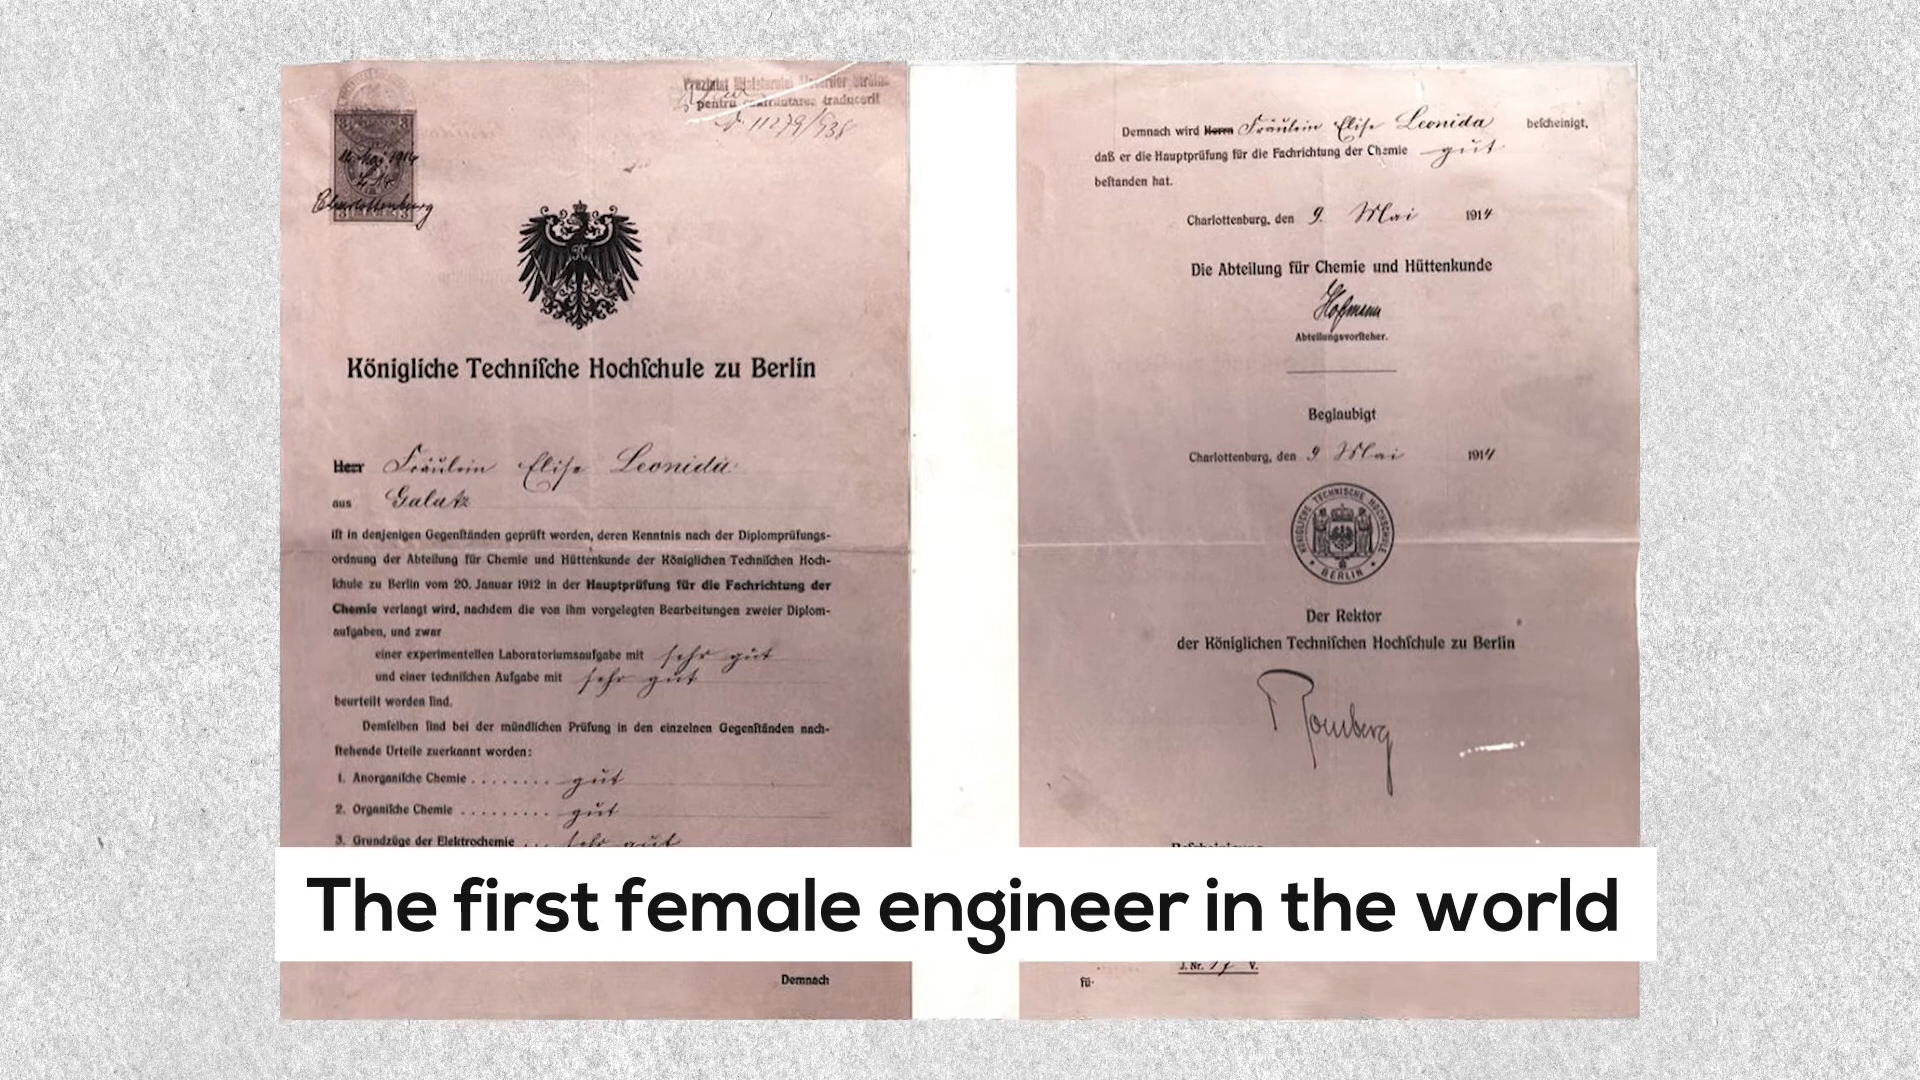 pentru confruntarea traducerii
11279/938
Mai 1914
Charlottenburg
Königliche Techniſche Hochſchule zu Berlin
Herr Fräulein Elise Leonida
aus Galatz
iſt in denjenigen Gegenſtänden geprüft worden, deren Kenntnis nach der Diplomprüfungs-
ordnung der Abteilung für Chemie und Hüttenkunde der Königlichen Techniſchen Hoch-
ſchule zu Berlin vom 20. Januar 1912 in der Hauptprüfung für die Fachrichtung der
Chemie verlangt wird, nachdem die von ihm vorgelegten Bearbeitungen zweier Diplom-
aufgaben, und zwar
einer experimentellen Laboratoriumsaufgabe mit sehr gut
und einer techniſchen Aufgabe mit sehr gut
beurteilt worden ſind.
Demſelben ſind bei der mündlichen Prüfung in den einzelnen Gegenſtänden nach-
ſtehende Urteile zuerkannt worden:
1. Anorganiſche Chemie ........ gut
2. Organiſche Chemie ......... gut
3. Grundzüge der Elektrochemie ... sehr gut
Demnach
Demnach wird Herrn Fräulein Elise Leonida beſcheinigt,
daß er die Hauptprüfung für die Fachrichtung der Chemie gut
beſtanden hat.
Charlottenburg, den 9. Mai 1914
Die Abteilung für Chemie und Hüttenkunde
Hofmann
Abteilungsvorſteher.
Beglaubigt
Charlottenburg, den 9 Mai 1914
KÖNIGLICHE TECHNISCHE HOCHSCHULE
BERLIN
Der Rektor
der Königlichen Techniſchen Hochſchule zu Berlin
Romberg
J. Nr. 17 V.
The first female engineer in the world